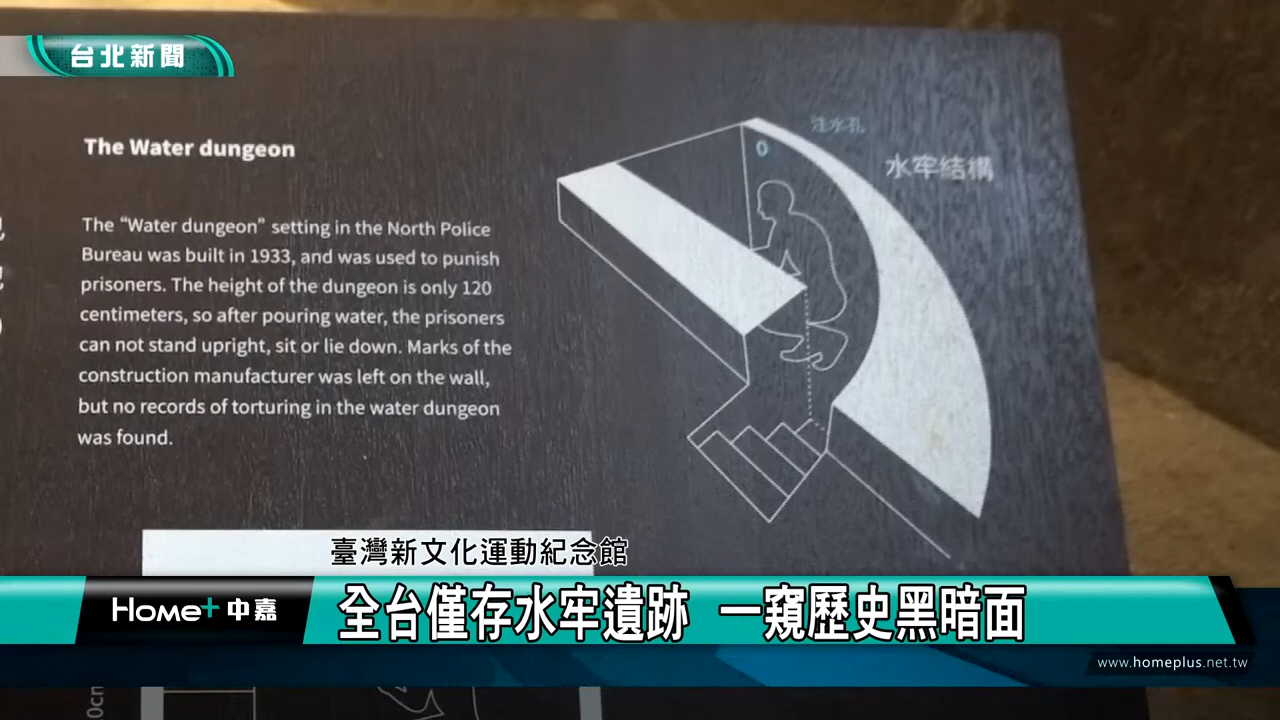 台北新聞
The Water dungeon
The “Water dungeon” setting in the North Police
Bureau was built in 1933, and was used to punish
prisoners. The height of the dungeon is only 120
centimeters, so after pouring water, the prisoners
can not stand upright, sit or lie down. Marks of the
construction manufacturer was left on the wall,
but no records of torturing in the water dungeon
was found.
注水孔
水牢結構
臺灣新文化運動紀念館
Home+ 中嘉
全台僅存水牢遺跡 一窺歷史黑暗面
www.homeplus.net.tw
0cm